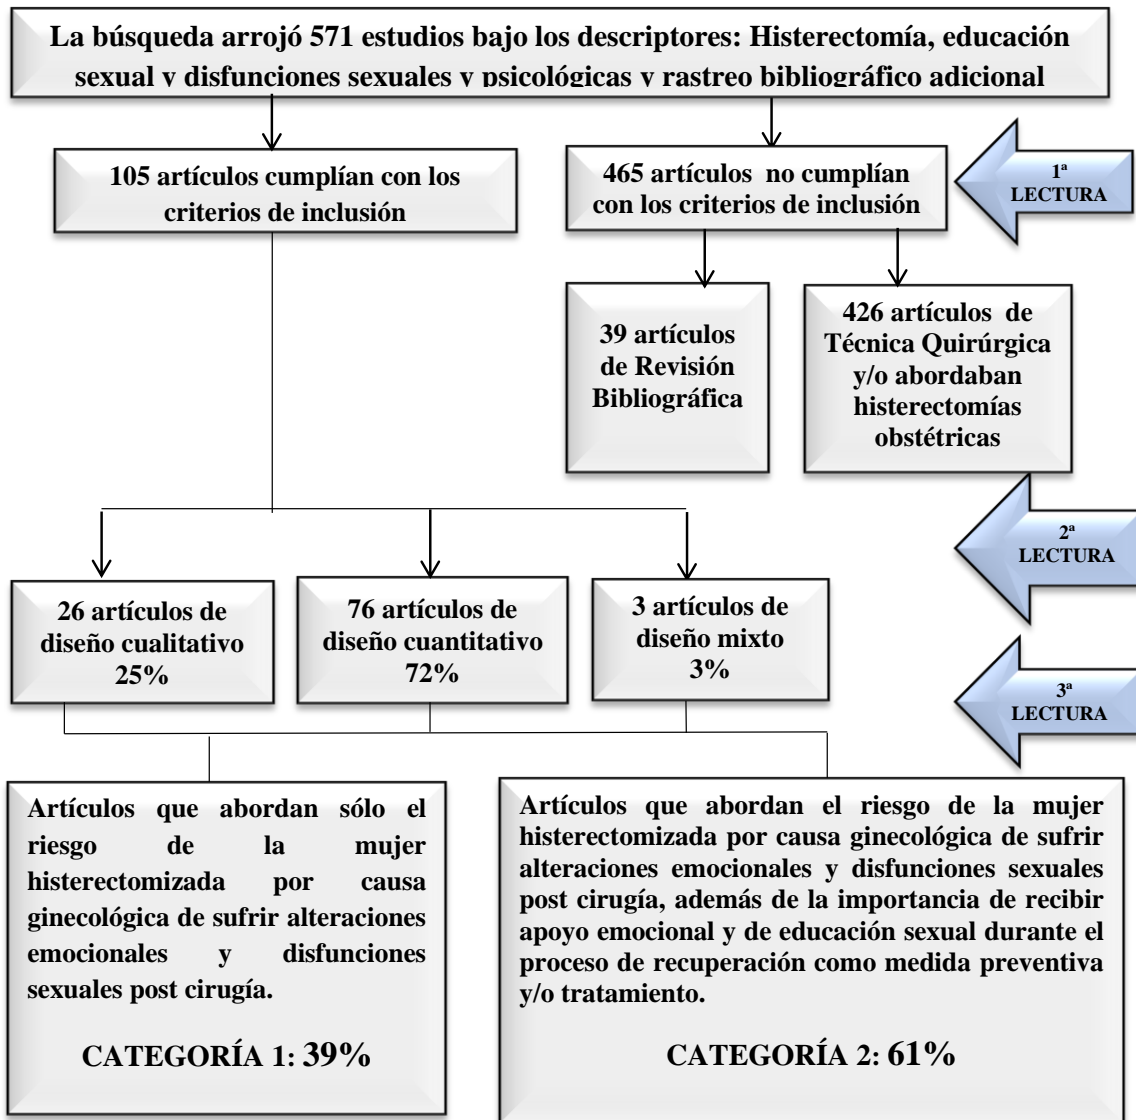 La búsqueda arrojó 571 estudios bajo los descriptores: Histerectomía, educación
sexual y disfunciones sexuales y psicológicas y rastreo bibliográfico adicional
105 artículos cumplían con los
criterios de inclusión
465 artículos no cumplían
con los criterios de inclusión
1ª
LECTURA
39 artículos
de Revisión
Bibliográfica
426 artículos de
Técnica Quirúrgica
y/o abordaban
histerectomías
obstétricas
2ª
LECTURA
26 artículos de
diseño cualitativo
25%
76 artículos de
diseño cuantitativo
72%
3 artículos de
diseño mixto
3%
3ª
LECTURA
Artículos que abordan sólo el
riesgo de la mujer
histerectomizada por causa
ginecológica de sufrir alteraciones
emocionales y disfunciones
sexuales post cirugía.
CATEGORÍA 1: 39%
Artículos que abordan el riesgo de la mujer
histerectomizada por causa ginecológica de sufrir
alteraciones emocionales y disfunciones sexuales
post cirugía, además de la importancia de recibir
apoyo emocional y de educación sexual durante el
proceso de recuperación como medida preventiva
y/o tratamiento.
CATEGORÍA 2: 61%